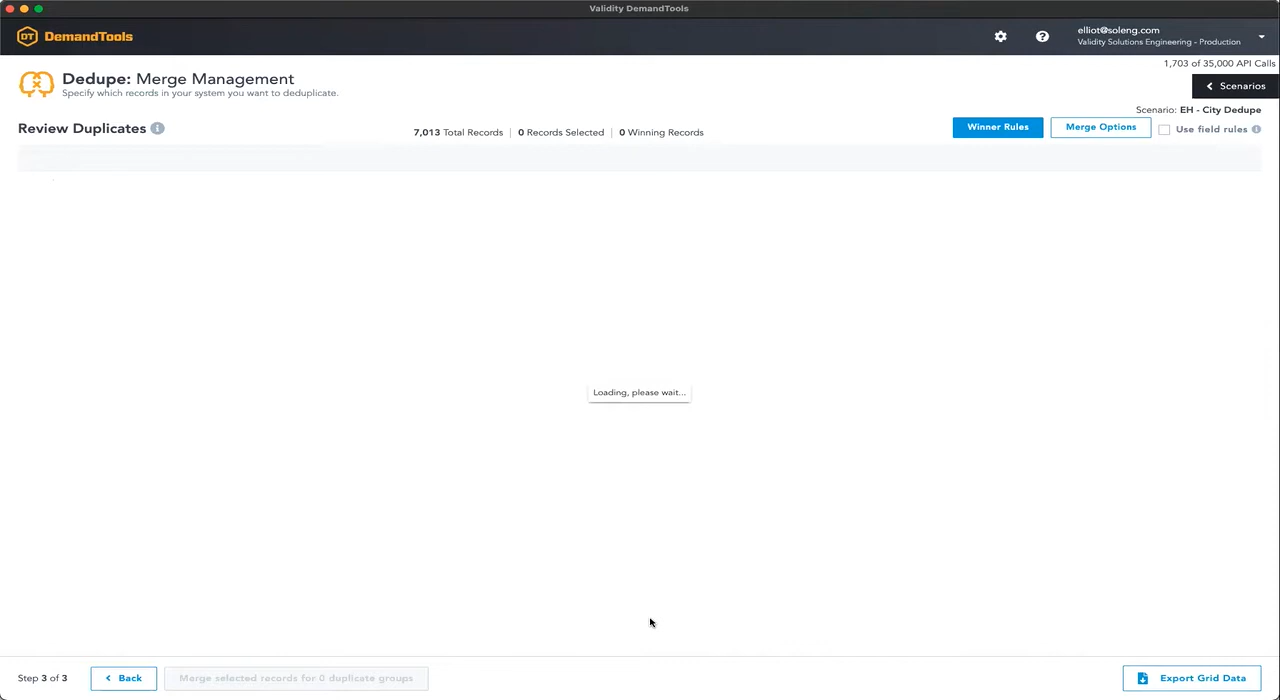 Validity DemandTools
DT DemandTools
elliot@soleng.com
Validity Solutions Engineering - Production
1,703 of 35,000 API Calls
Dedupe: Merge Management
Specify which records in your system you want to deduplicate.
Scenarios
Scenario: EH - City Dedupe
Review Duplicates
7,013 Total Records | 0 Records Selected | 0 Winning Records
Winner Rules
Merge Options
Use field rules
Loading, please wait...
Step 3 of 3
Back
Merge selected records for 0 duplicate groups
Export Grid Data